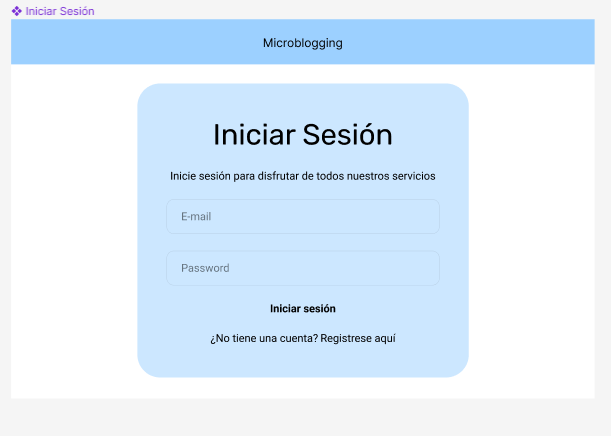 Iniciar Sesión
Microblogging
Iniciar Sesión
Inicie sesión para disfrutar de todos nuestros servicios
E-mail
Password
Iniciar sesión
¿No tiene una cuenta? Registrese aquí